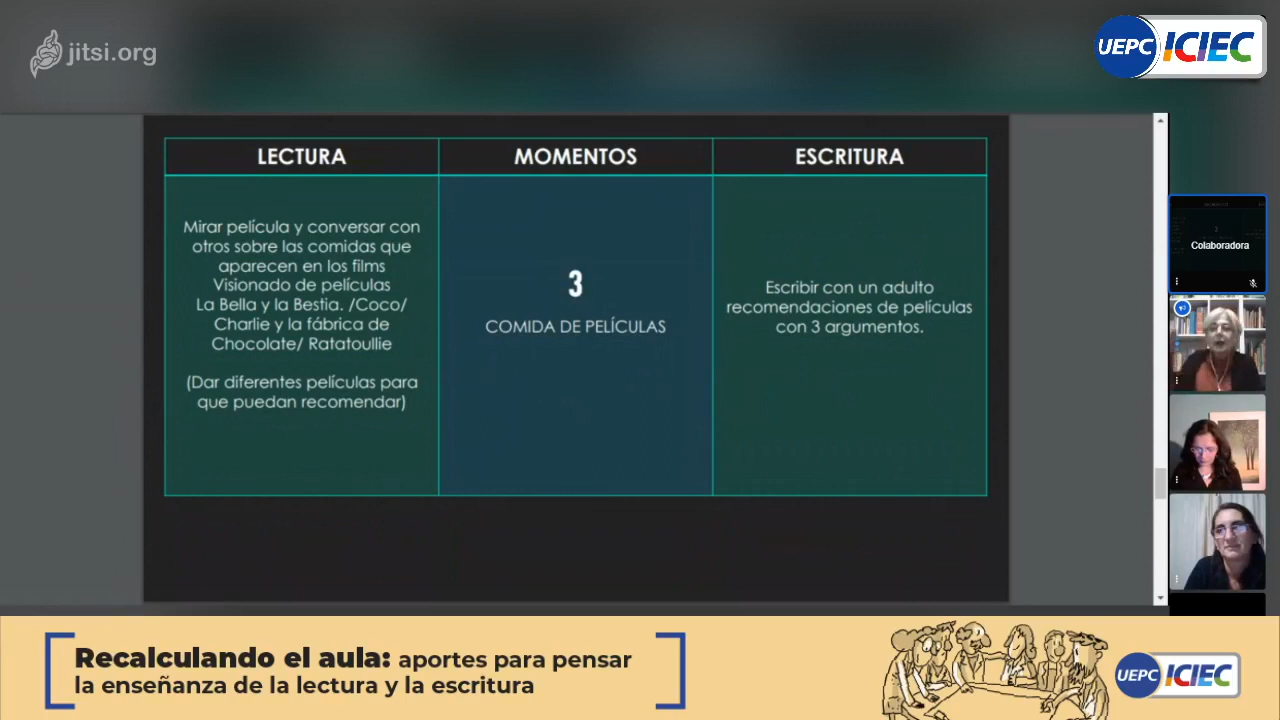 jitsi.org
UEPC ICIEC
LECTURA
MOMENTOS
ESCRITURA
Mirar película y conversar con
otros sobre las comidas que
aparecen en los films
Visionado de películas
La Bella y la Bestia. /Coco/
Charlie y la fábrica de
Chocolate/ Ratatoullie
(Dar diferentes películas para
que puedan recomendar)
3
COMIDA DE PELÍCULAS
Escribir con un adulto
recomendaciones de películas
con 3 argumentos.
Colaboradora
Recalculando el aula: aportes para pensar
la enseñanza de la lectura y la escritura
UEPC ICIEC